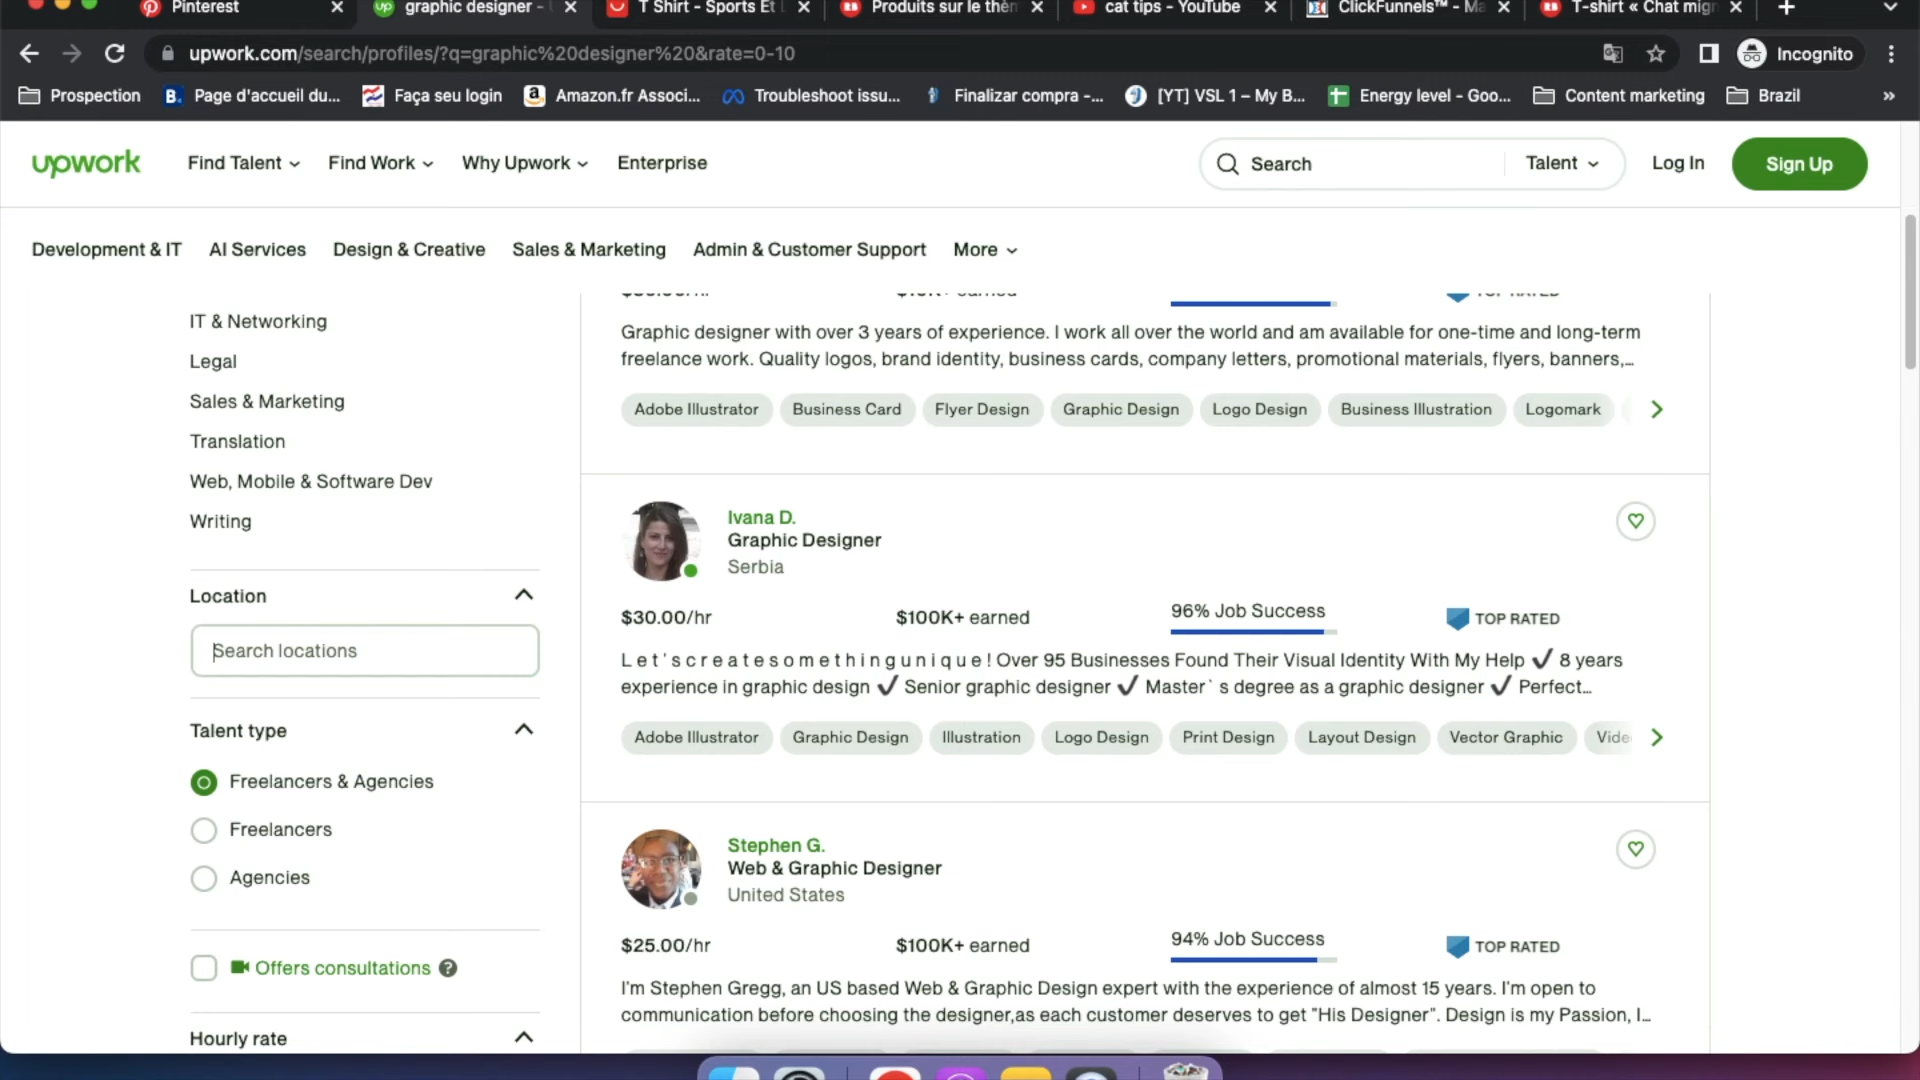 Pinterest
graphic designer -
T Shirt - Sports Et
Produits sur le thèm
cat tips - YouTube
ClickFunnels™ - Ma
T-shirt « Chat mign
upwork.com/search/profiles/?q=graphic%20designer%20&rate=0-10
Incognito
Prospection
Page d'accueil du...
Faça seu login
Amazon.fr Associ...
Troubleshoot issu...
Finalizar compra -...
[YT] VSL 1 – My B...
Energy level - Goo...
Content marketing
Brazil
»
upwork
Find Talent
Find Work
Why Upwork
Enterprise
Search
Talent
Log In
Sign Up
Development & IT
AI Services
Design & Creative
Sales & Marketing
Admin & Customer Support
More
IT & Networking
Legal
Sales & Marketing
Translation
Web, Mobile & Software Dev
Writing
Location
Search locations
Talent type
Freelancers & Agencies
Freelancers
Agencies
Offers consultations ?
Hourly rate
TOP RATED
Graphic designer with over 3 years of experience. I work all over the world and am available for one-time and long-term
freelance work. Quality logos, brand identity, business cards, company letters, promotional materials, flyers, banners,...
Adobe Illustrator
Business Card
Flyer Design
Graphic Design
Logo Design
Business Illustration
Logomark
Ivana D.
Graphic Designer
Serbia
$30.00/hr
$100K+ earned
96% Job Success
TOP RATED
L e t ' s c r e a t e s o m e t h i n g u n i q u e ! Over 95 Businesses Found Their Visual Identity With My Help ✔ 8 years
experience in graphic design ✔ Senior graphic designer ✔ Master`s degree as a graphic designer ✔ Perfect...
Adobe Illustrator
Graphic Design
Illustration
Logo Design
Print Design
Layout Design
Vector Graphic
Vide
Stephen G.
Web & Graphic Designer
United States
$25.00/hr
$100K+ earned
94% Job Success
TOP RATED
I'm Stephen Gregg, an US based Web & Graphic Design expert with the experience of almost 15 years. I'm open to
communication before choosing the designer,as each customer deserves to get "His Designer". Design is my Passion, I...